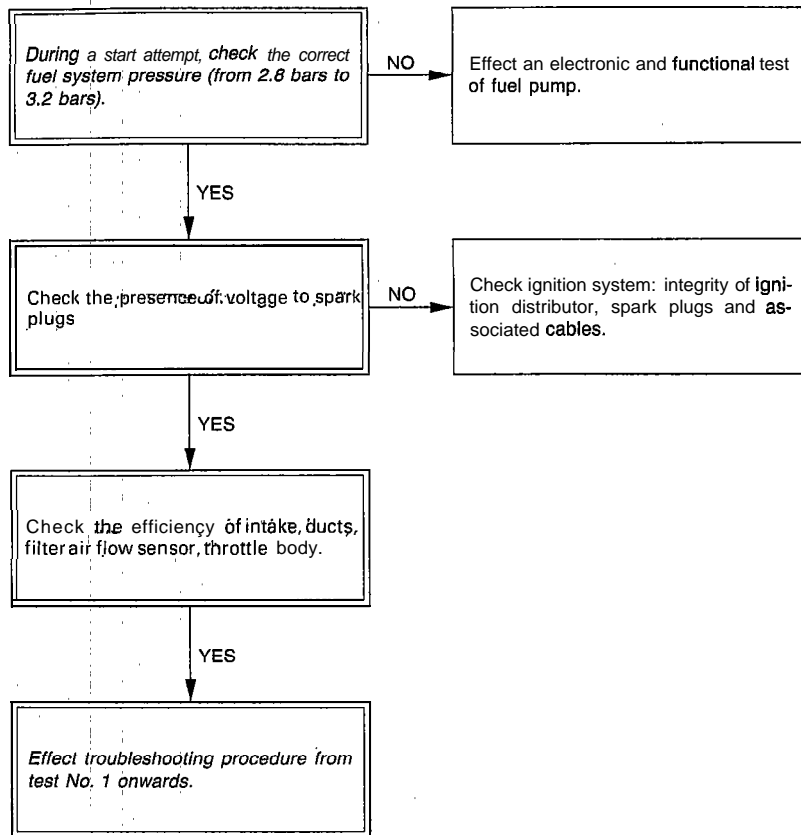 During a start attempt, check the correct
fuel system pressure (from 2.8 bars to
3.2 bars).
NO
Effect an electronic and functional test
of fuel pump.
YES
Check the presence of voltage to spark
plugs
NO
Check ignition system: integrity of igni-
tion distributor, spark plugs and as-
sociated cables.
YES
Check the efficiency of intake, ducts,
filter air flow sensor, throttle body.
YES
Effect troubleshooting procedure from
test No. 1 onwards.